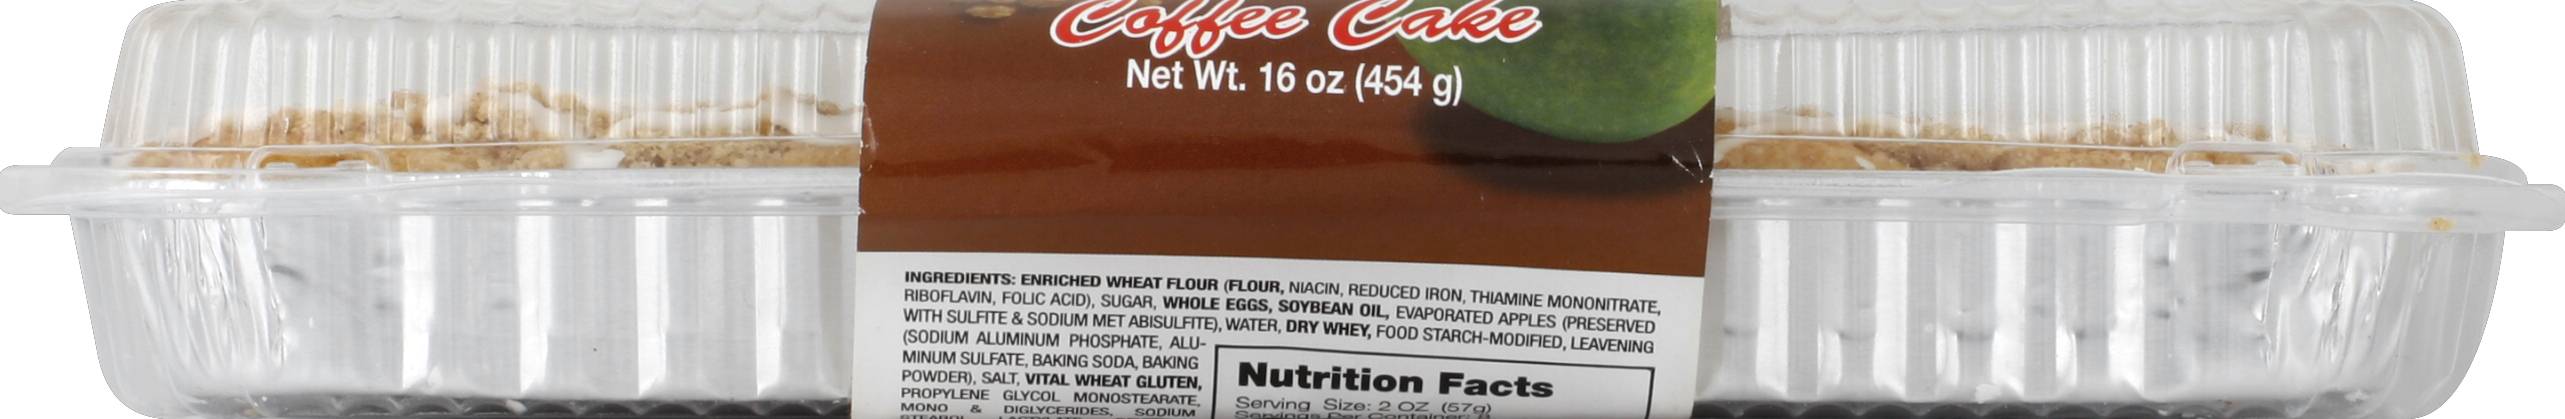 Coffee Cake
Net Wt. 16 oz (454 g)
INGREDIENTS: ENRICHED WHEAT FLOUR (FLOUR, NIACIN, REDUCED IRON, THIAMINE MONONITRATE,
RIBOFLAVIN, FOLIC ACID), SUGAR, WHOLE EGGS, SOYBEAN OIL, EVAPORATED APPLES (PRESERVED
WITH SULFITE & SODIUM MET ABISULFITE), WATER, DRY WHEY, FOOD STARCH-MODIFIED, LEAVENING
(SODIUM ALUMINUM PHOSPHATE, ALU-
MINUM SULFATE, BAKING SODA, BAKING
POWDER), SALT, VITAL WHEAT GLUTEN,
PROPYLENE GLYCOL MONOSTEARATE,
MONO & DIGLYCERIDES, SODIUM
Nutrition Facts
Serving Size: 2 OZ (57g)
Servings Per Container: